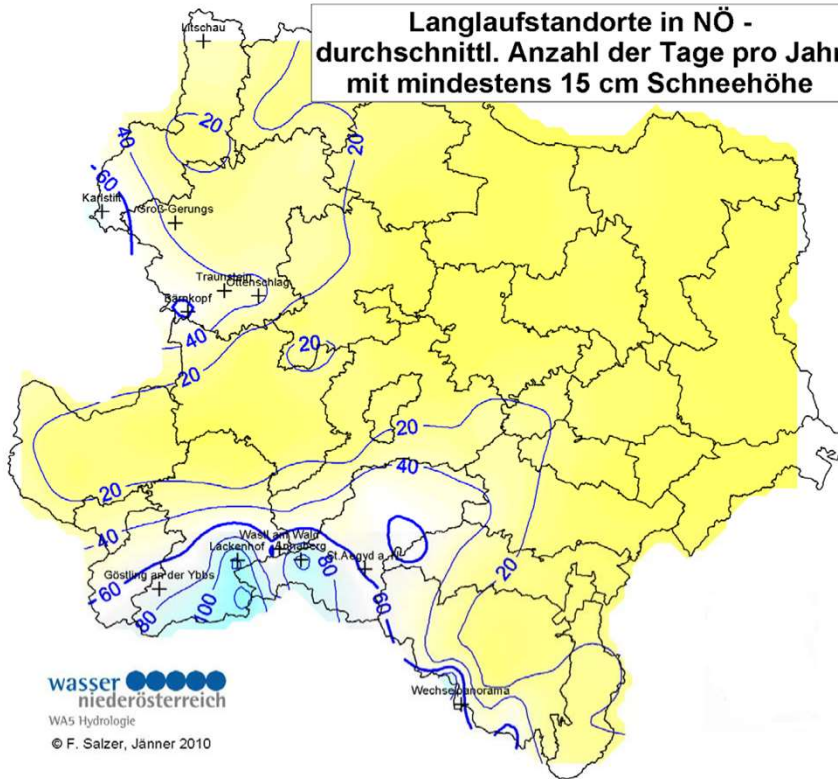 Langlaufstandorte in NÖ -
durchschnittl. Anzahl der Tage pro Jahr
mit mindestens 15 cm Schneehöhe
Litschau
20
40
20
60
Karlstift
Groß-Gerungs
Traunstein
Ottenschlag
Bärnkopf
40
20
20
20
40
20
40
Wastl am Wald
Lackenhof
Annaberg
St.Aegyd a.
80
20
Göstling an der Ybbs
60
100
80
60
Wechselpanorama
wasser
niederösterreich
WA5 Hydrologie
© F. Salzer, Jänner 2010